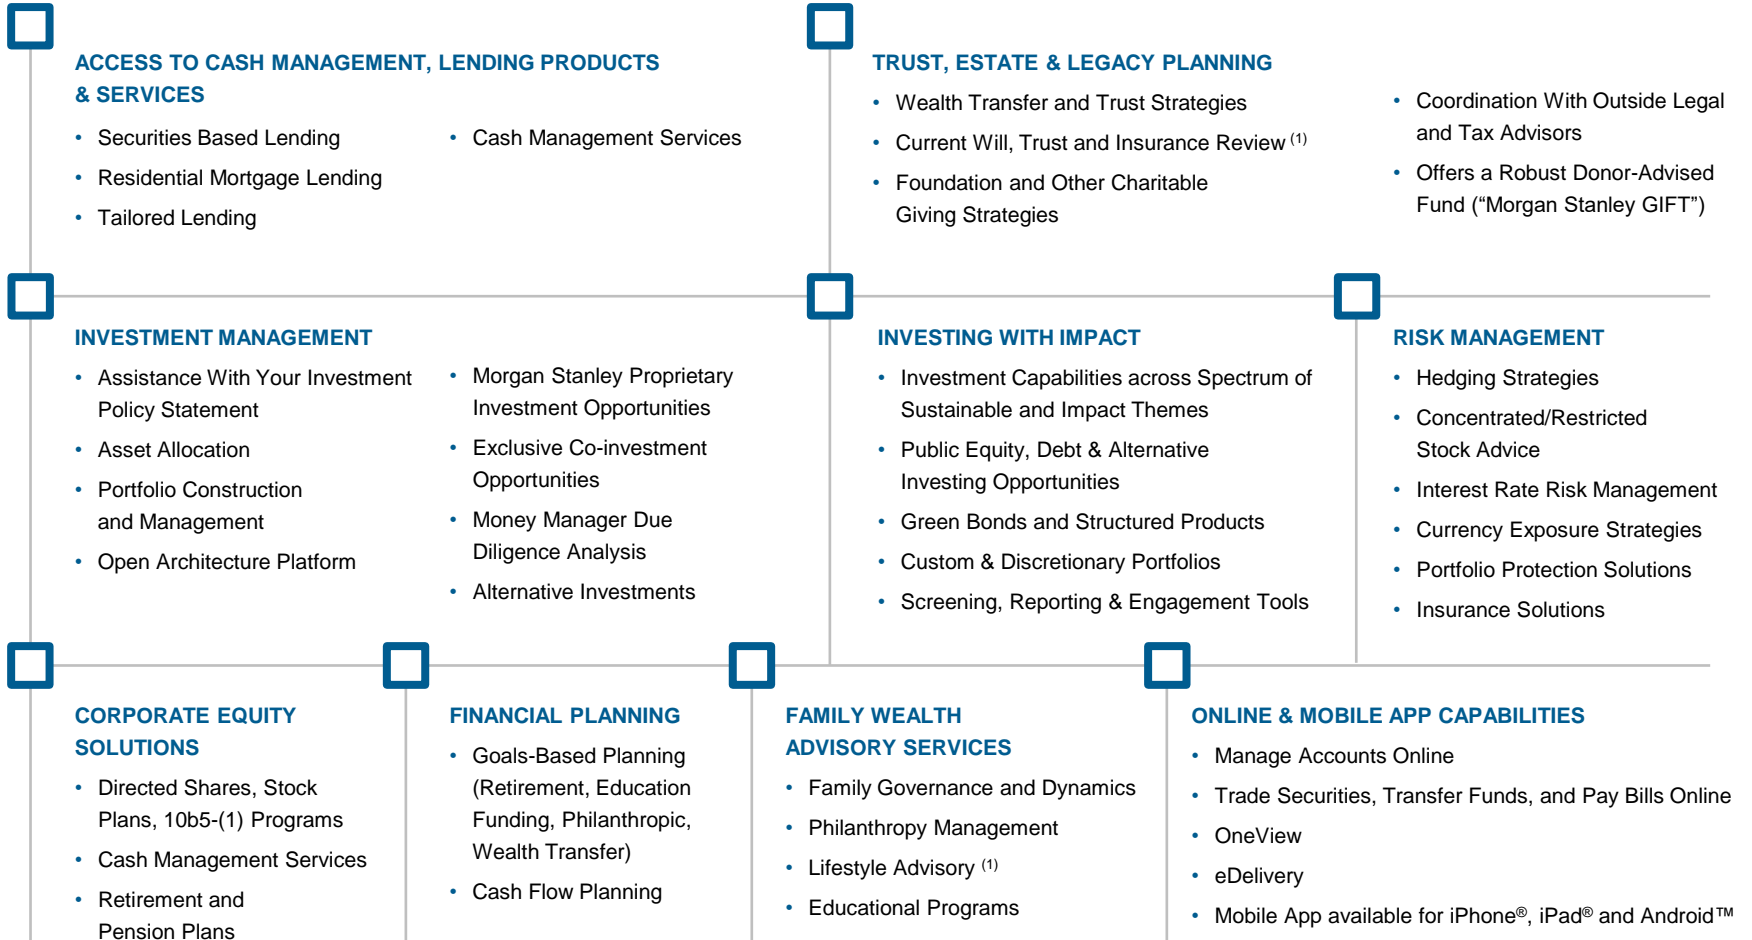 ACCESS TO CASH MANAGEMENT, LENDING PRODUCTS
& SERVICES
• Securities Based Lending
• Residential Mortgage Lending
• Tailored Lending
• Cash Management Services
TRUST, ESTATE & LEGACY PLANNING
• Wealth Transfer and Trust Strategies
• Current Will, Trust and Insurance Review (1)
• Foundation and Other Charitable
Giving Strategies
• Coordination With Outside Legal
and Tax Advisors
• Offers a Robust Donor-Advised
Fund (“Morgan Stanley GIFT”)
INVESTMENT MANAGEMENT
• Assistance With Your Investment
Policy Statement
• Asset Allocation
• Portfolio Construction
and Management
• Open Architecture Platform
• Morgan Stanley Proprietary
Investment Opportunities
• Exclusive Co-investment
Opportunities
• Money Manager Due
Diligence Analysis
• Alternative Investments
INVESTING WITH IMPACT
• Investment Capabilities across Spectrum of
Sustainable and Impact Themes
• Public Equity, Debt & Alternative
Investing Opportunities
• Green Bonds and Structured Products
• Custom & Discretionary Portfolios
• Screening, Reporting & Engagement Tools
RISK MANAGEMENT
• Hedging Strategies
• Concentrated/Restricted
Stock Advice
• Interest Rate Risk Management
• Currency Exposure Strategies
• Portfolio Protection Solutions
• Insurance Solutions
CORPORATE EQUITY
SOLUTIONS
• Directed Shares, Stock
Plans, 10b5-(1) Programs
• Cash Management Services
• Retirement and
Pension Plans
FINANCIAL PLANNING
• Goals-Based Planning
(Retirement, Education
Funding, Philanthropic,
Wealth Transfer)
• Cash Flow Planning
FAMILY WEALTH
ADVISORY SERVICES
• Family Governance and Dynamics
• Philanthropy Management
• Lifestyle Advisory (1)
• Educational Programs
ONLINE & MOBILE APP CAPABILITIES
• Manage Accounts Online
• Trade Securities, Transfer Funds, and Pay Bills Online
• OneView
• eDelivery
• Mobile App available for iPhone®, iPad® and Android™